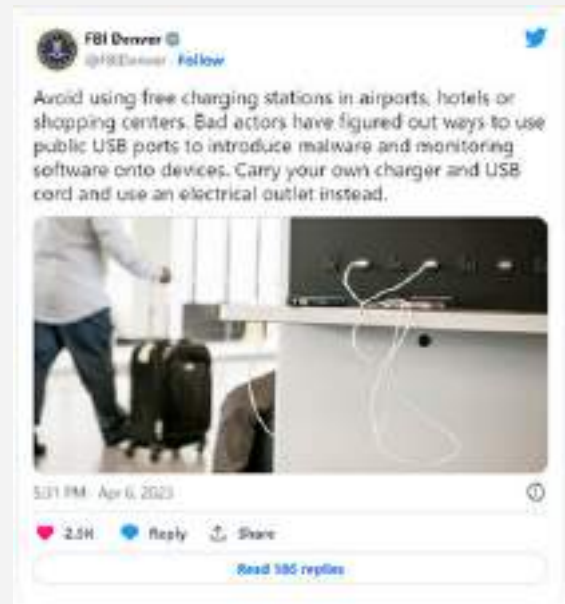 FBI Denver
@FBIDenver Follow
Avoid using free charging stations in airports, hotels or
shopping centers. Bad actors have figured out ways to use
public USB ports to introduce malware and monitoring
software onto devices. Carry your own charger and USB
cord and use an electrical outlet instead.
5:31 PM · Apr 6, 2023
2.5K Reply Share
Read 186 replies